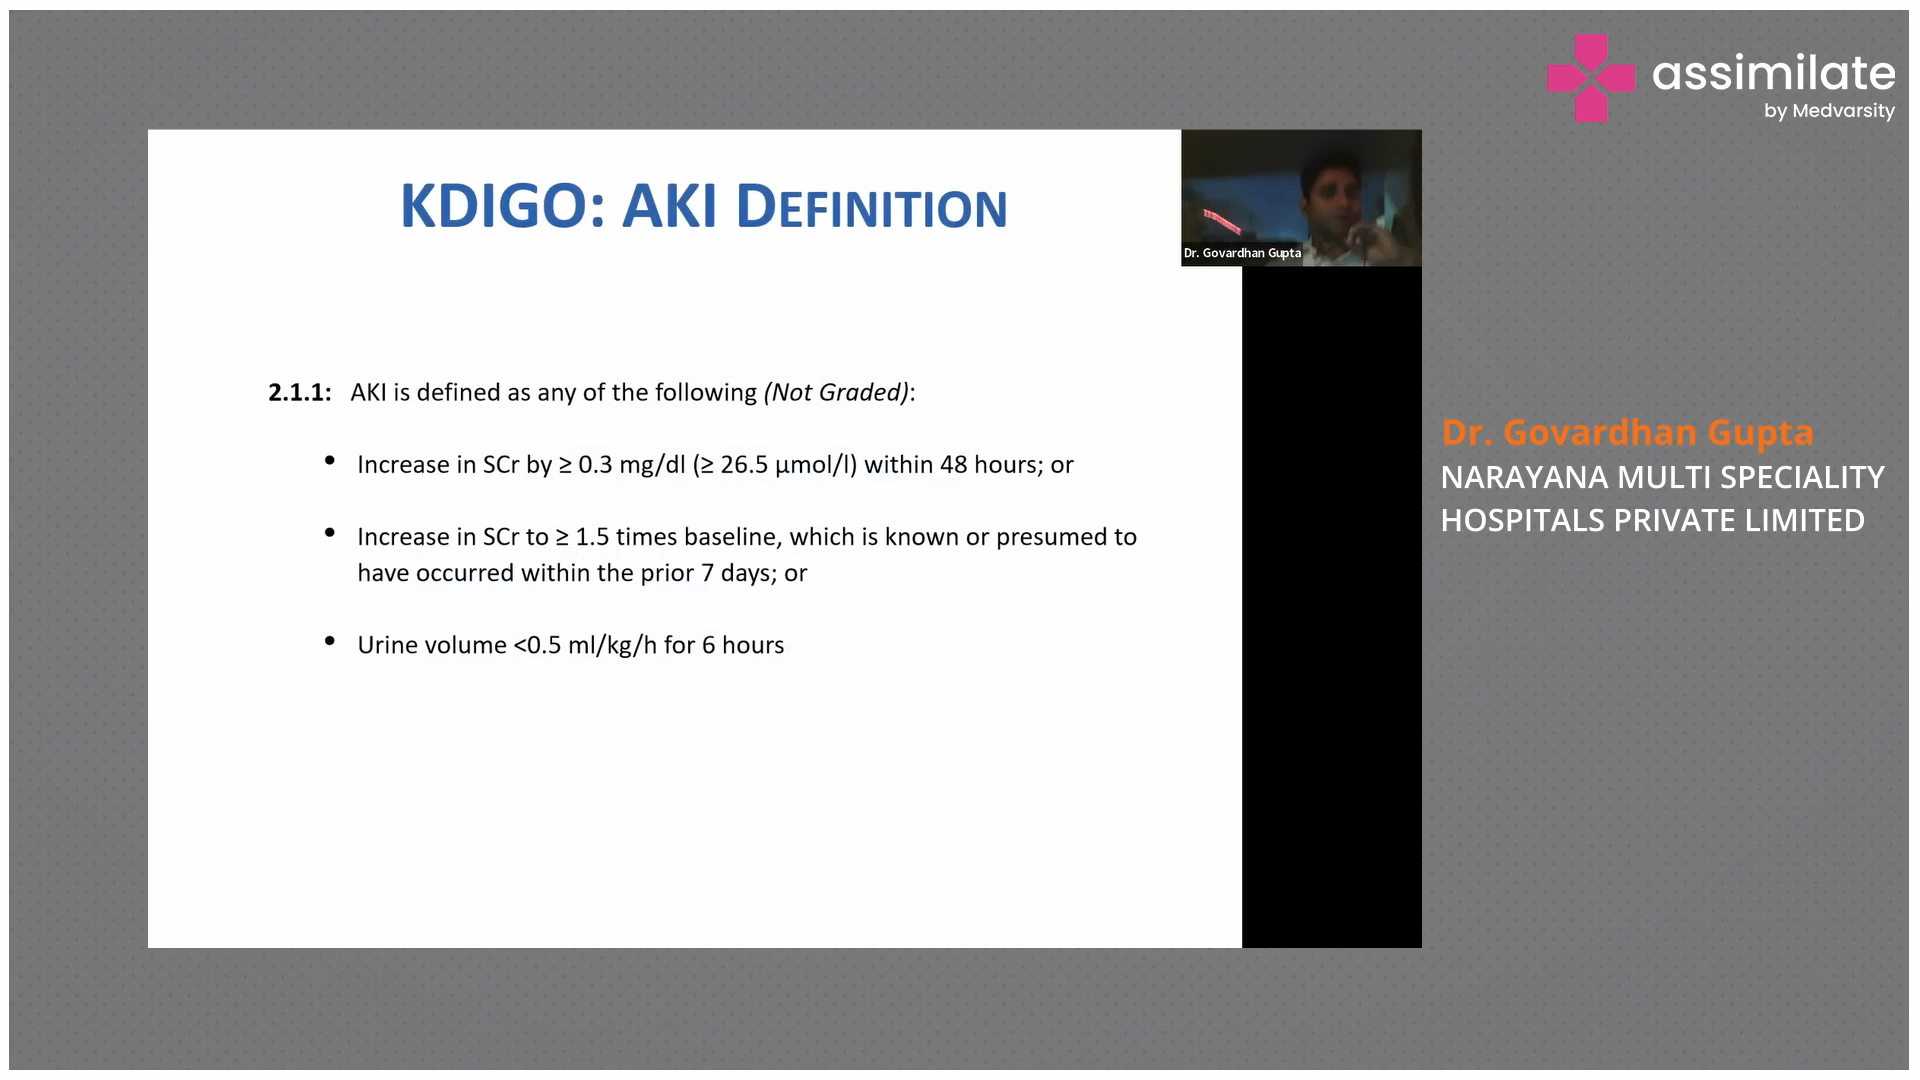 assimilate
by Medvarsity
KDIGO: AKI DEFINITION
Dr. Govardhan Gupta
2.1.1: AKI is defined as any of the following (Not Graded):
• Increase in SCr by ≥ 0.3 mg/dl (≥ 26.5 µmol/l) within 48 hours; or
• Increase in SCr to ≥ 1.5 times baseline, which is known or presumed to
have occurred within the prior 7 days; or
• Urine volume <0.5 ml/kg/h for 6 hours
Dr. Govardhan Gupta
NARAYANA MULTI SPECIALITY
HOSPITALS PRIVATE LIMITED